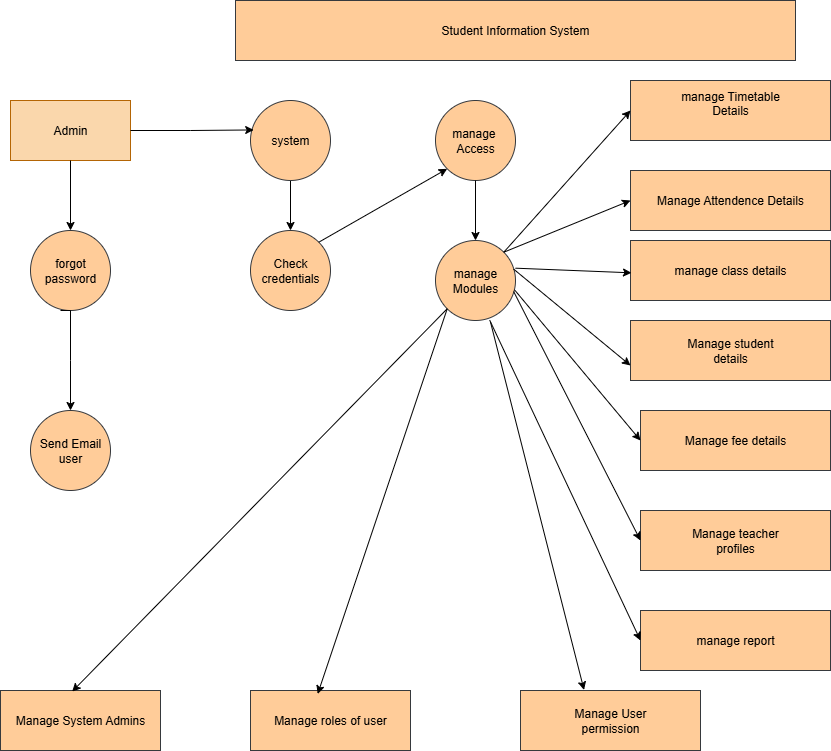 Student Information System
manage Timetable
Details
Admin
system
manage
Access
Manage Attendence Details
forgot
password
Check
credentials
manage
Modules
manage class details
Manage student
details
Send Email
user
Manage fee details
Manage teacher
profiles
manage report
Manage System Admins
Manage roles of user
Manage User
permission